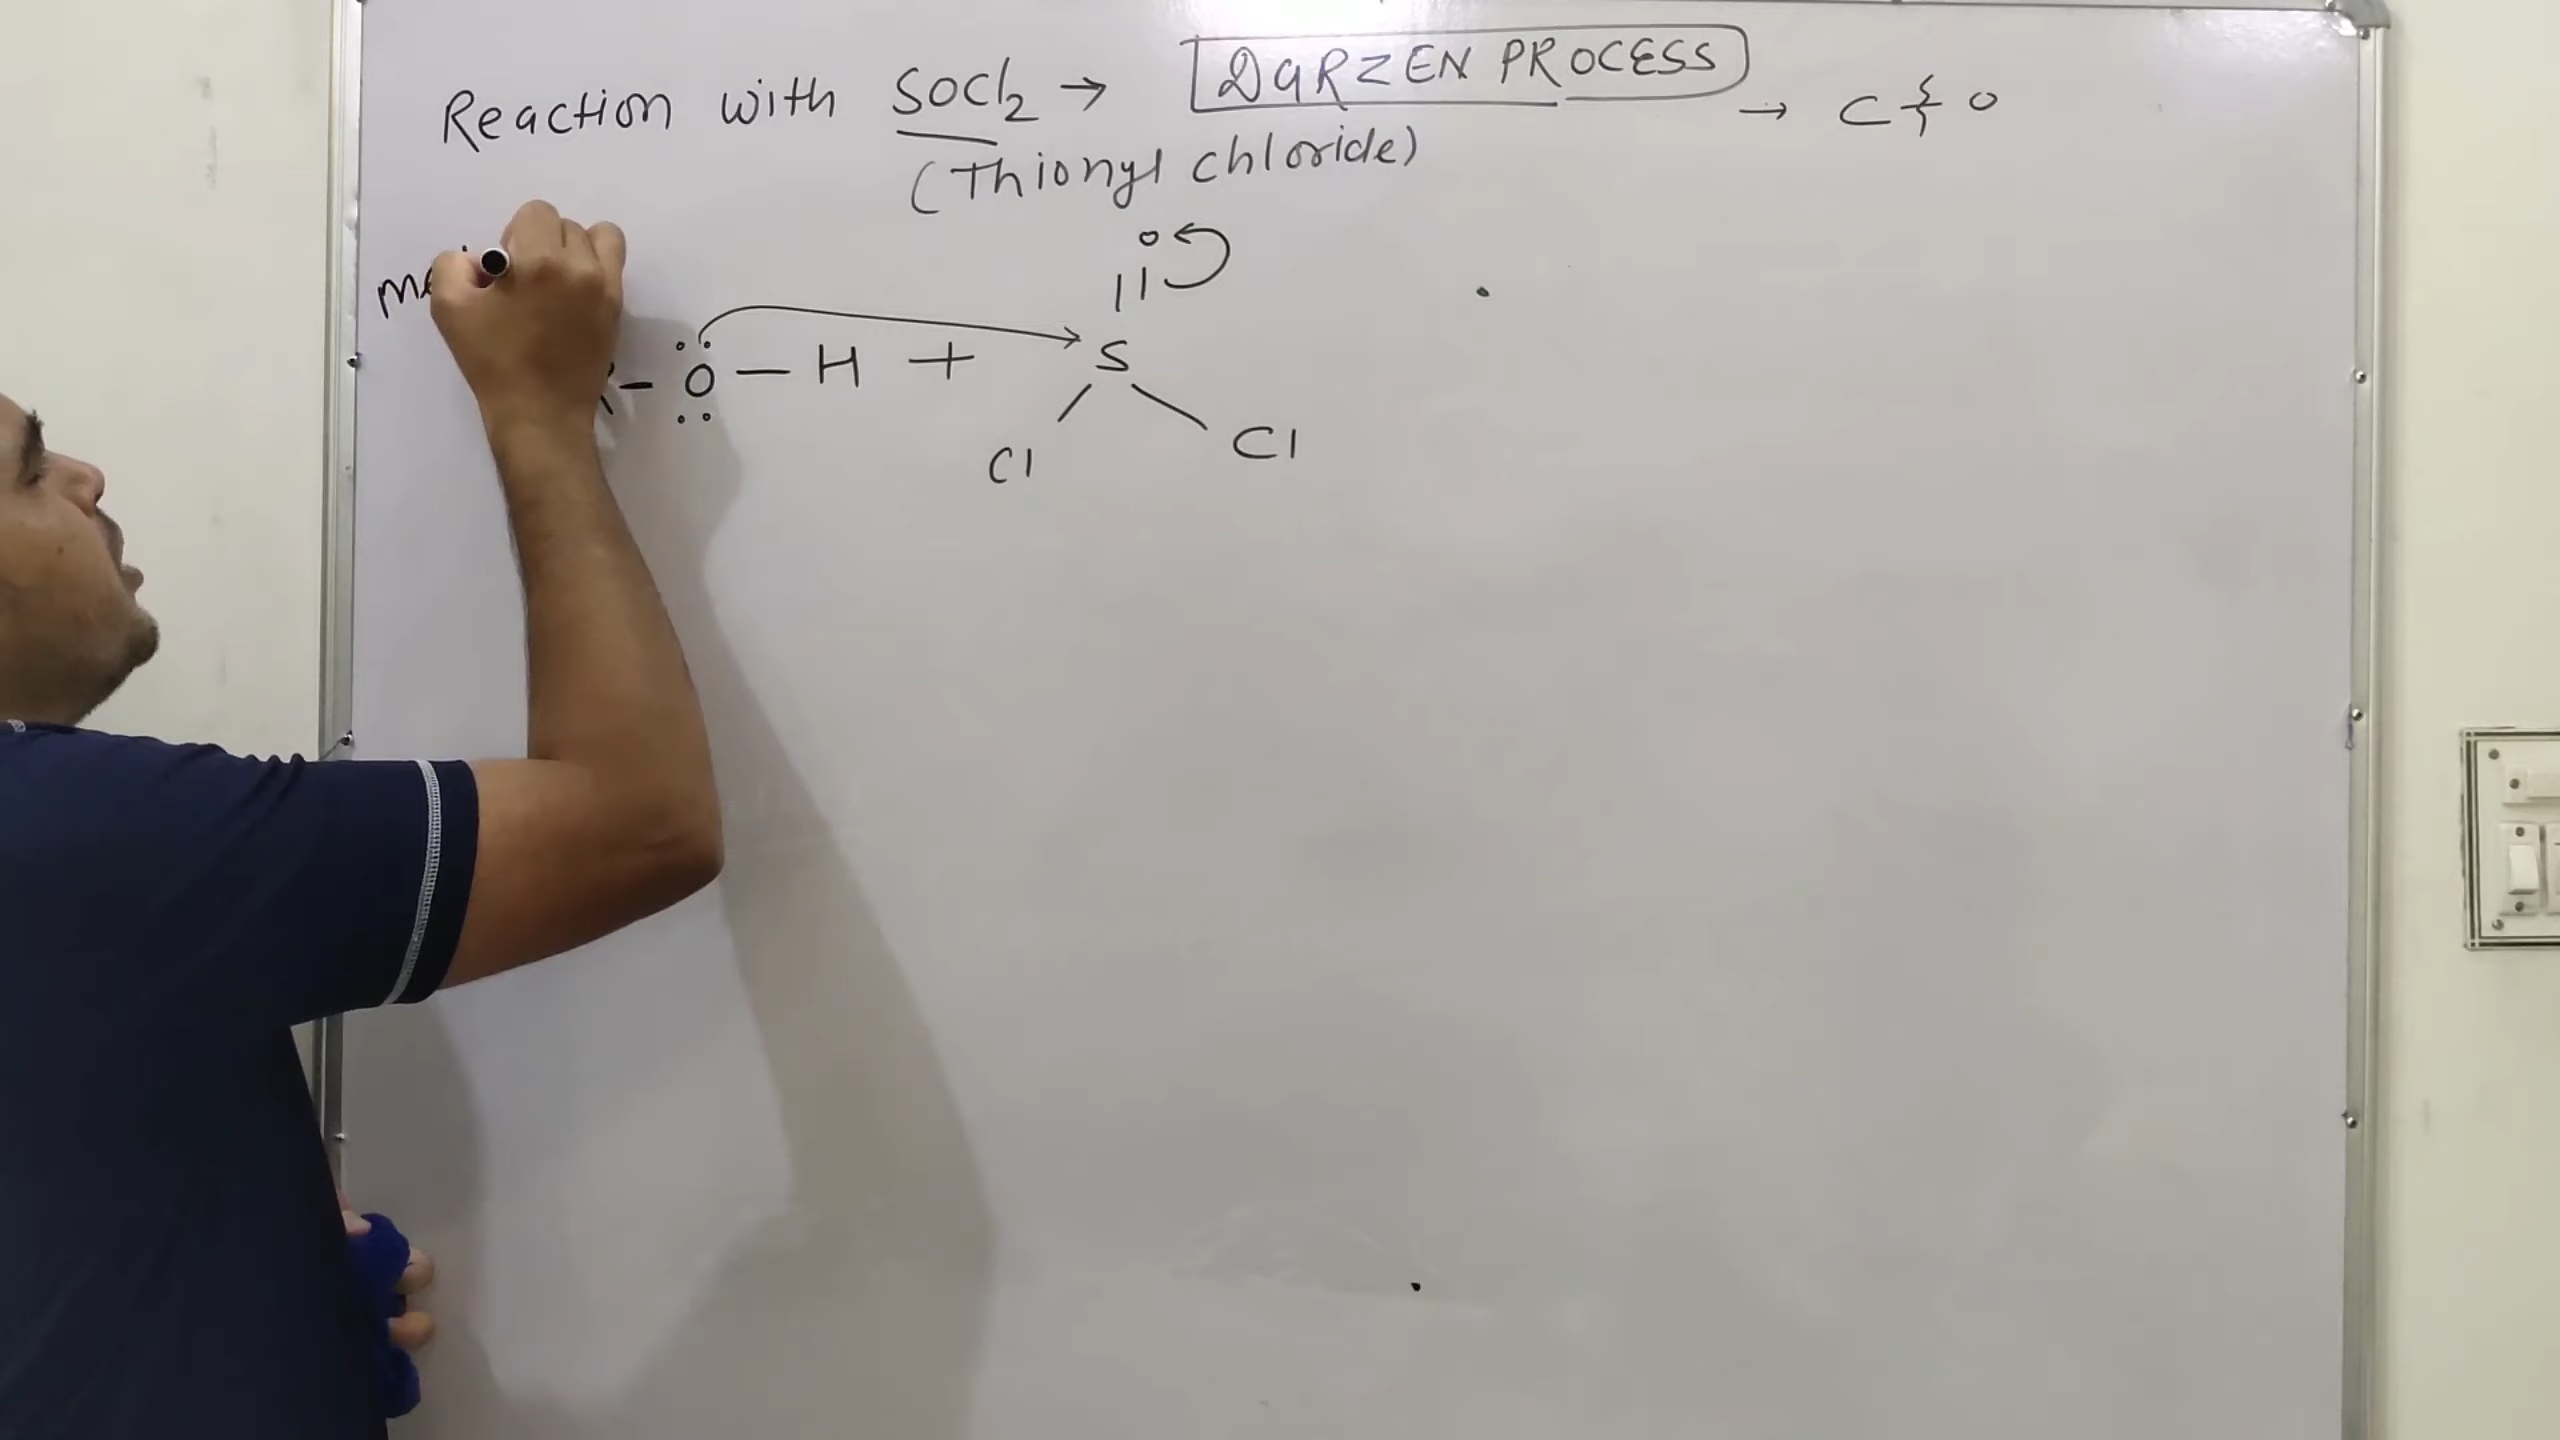 Reaction with SOCl2 → DARZEN PROCESS → C O
(Thionyl chloride)
O
||
R - O - H + S
Cl Cl